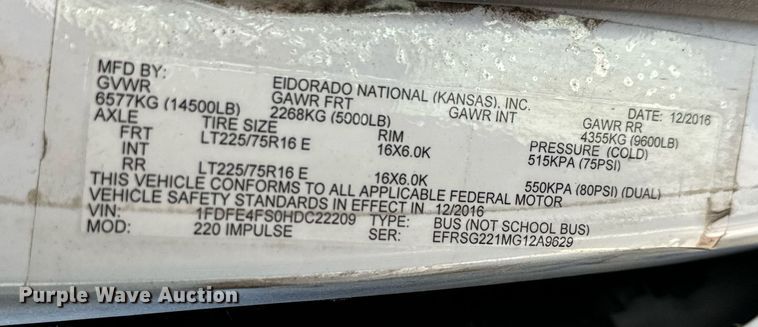 MFD BY: EIDORADO NATIONAL (KANSAS), INC.
GVWR GAWR FRT GAWR INT GAWR RR DATE: 12/2016
6577KG (14500LB) 2268KG (5000LB) 4355KG (9600LB)
AXLE TIRE SIZE RIM PRESSURE (COLD)
FRT LT225/75R16 E 16X6.0K 515KPA (75PSI)
INT
RR LT225/75R16 E 16X6.0K 550KPA (80PSI) (DUAL)
THIS VEHICLE CONFORMS TO ALL APPLICABLE FEDERAL MOTOR
VEHICLE SAFETY STANDARDS IN EFFECT IN 12/2016
VIN: 1FDFE4FS0HDC22209 TYPE: BUS (NOT SCHOOL BUS)
MOD: 220 IMPULSE SER: EFRSG221MG12A9629
Purple Wave Auction